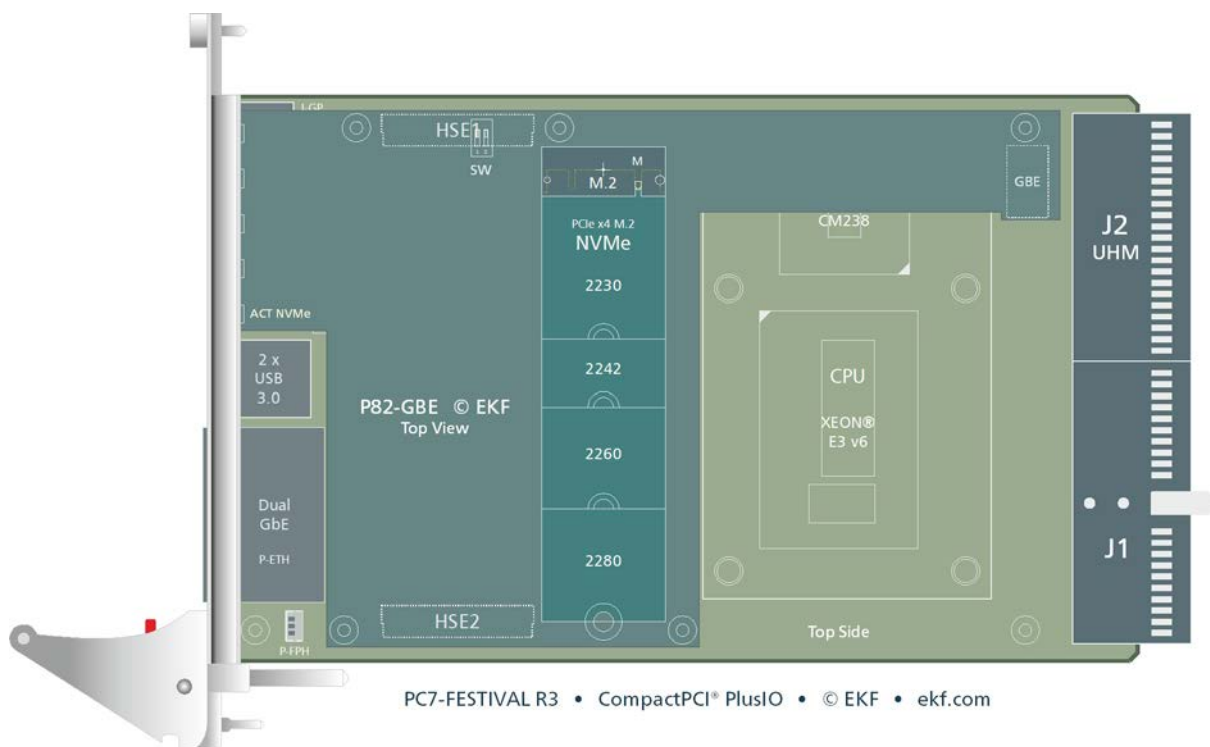 LGP
HSE1
SW
M
M.2
GBE
PCIe x4 M.2
NVMe
CM238
J2
UHM
2230
ACT NVMe
2 x
USB
3.0
2242
CPU
P82-GBE © EKF
Top View
XEON®
E3 v6
2260
Dual
GbE
P-ETH
J1
2280
HSE2
Top Side
P-FPH
PC7-FESTIVAL R3 • CompactPCI® PlusIO • © EKF • ekf.com